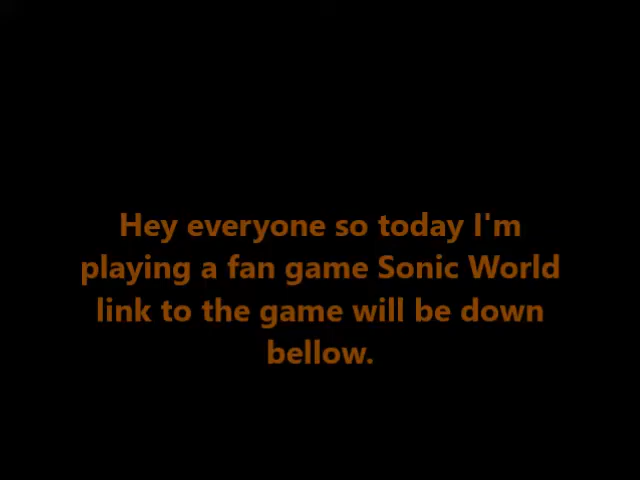 Hey everyone so today I'm
playing a fan game Sonic World
link to the game will be down
bellow.